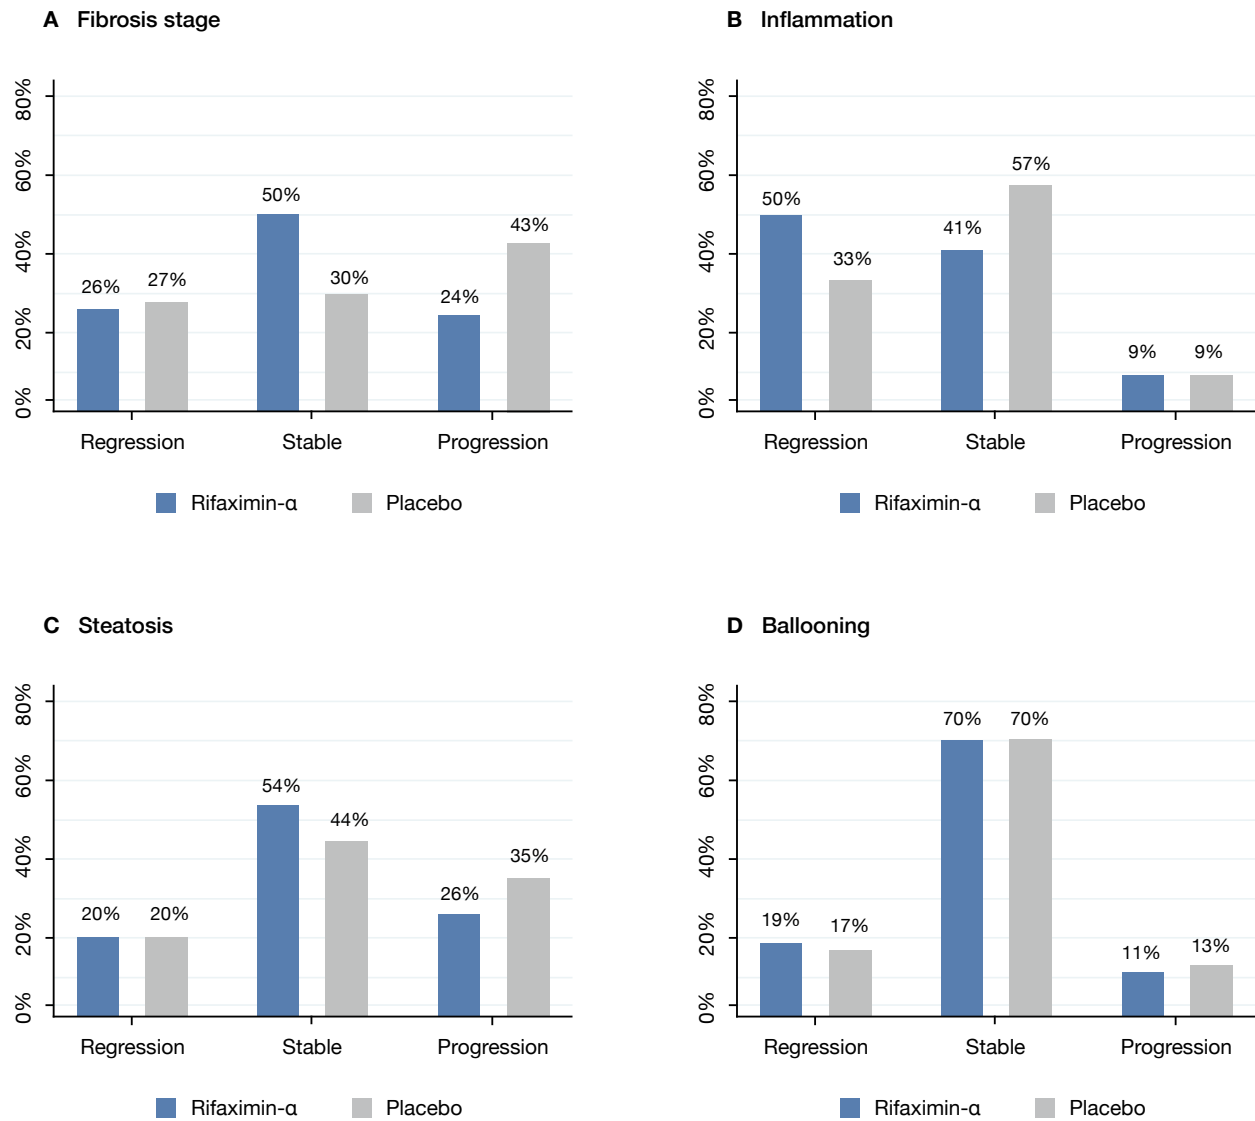 A Fibrosis stage
80%
60%
40%
20%
0%
26%
27%
50%
30%
24%
43%
Regression
Stable
Progression
Rifaximin-α
Placebo
B Inflammation
80%
60%
40%
20%
0%
50%
33%
41%
57%
9%
9%
Regression
Stable
Progression
Rifaximin-α
Placebo
C Steatosis
80%
60%
40%
20%
0%
20%
20%
54%
44%
26%
35%
Regression
Stable
Progression
Rifaximin-α
Placebo
D Ballooning
80%
60%
40%
20%
0%
19%
17%
70%
70%
11%
13%
Regression
Stable
Progression
Rifaximin-α
Placebo